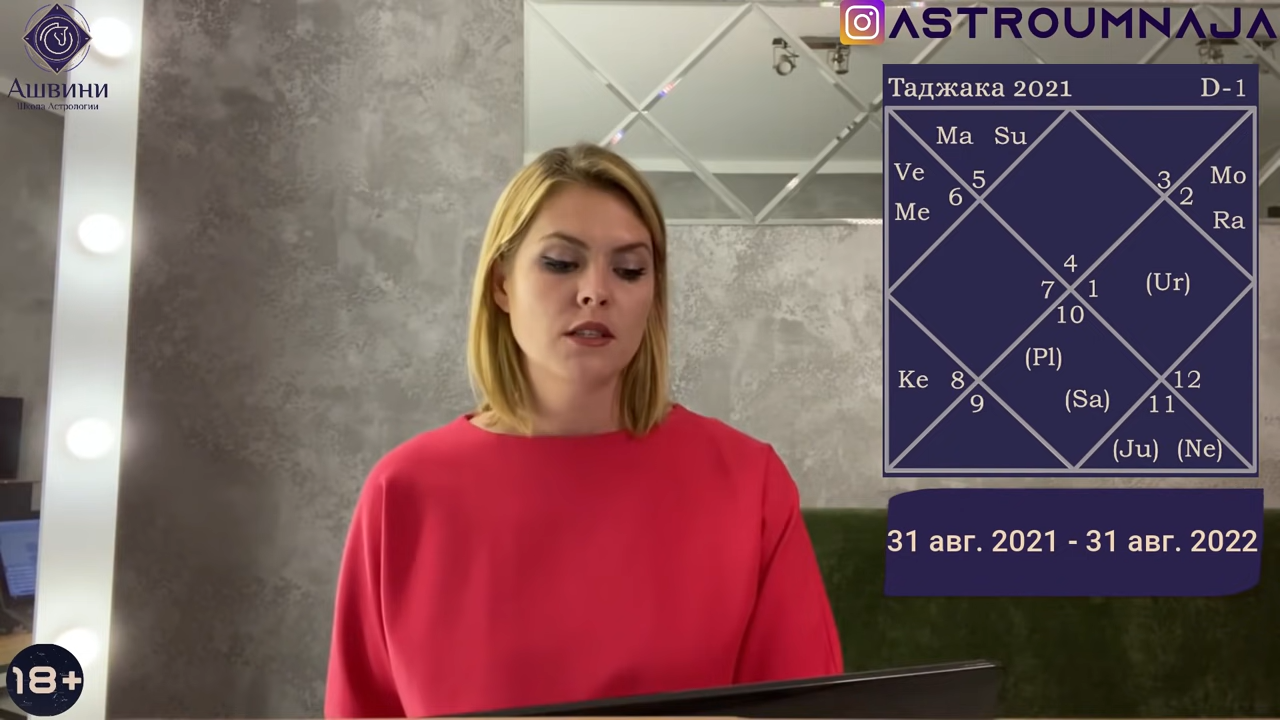 Ашвини
Школа Астрологии
ASTROUMNAJA
Таджака 2021 D-1
Ma Su
Ve
Me
5
6
3
2
Mo
Ra
4
7
1
10
(Ur)
(Pl)
(Sa)
Ke
8
9
12
11
(Ju) (Ne)
31 авг. 2021 - 31 авг. 2022
18+